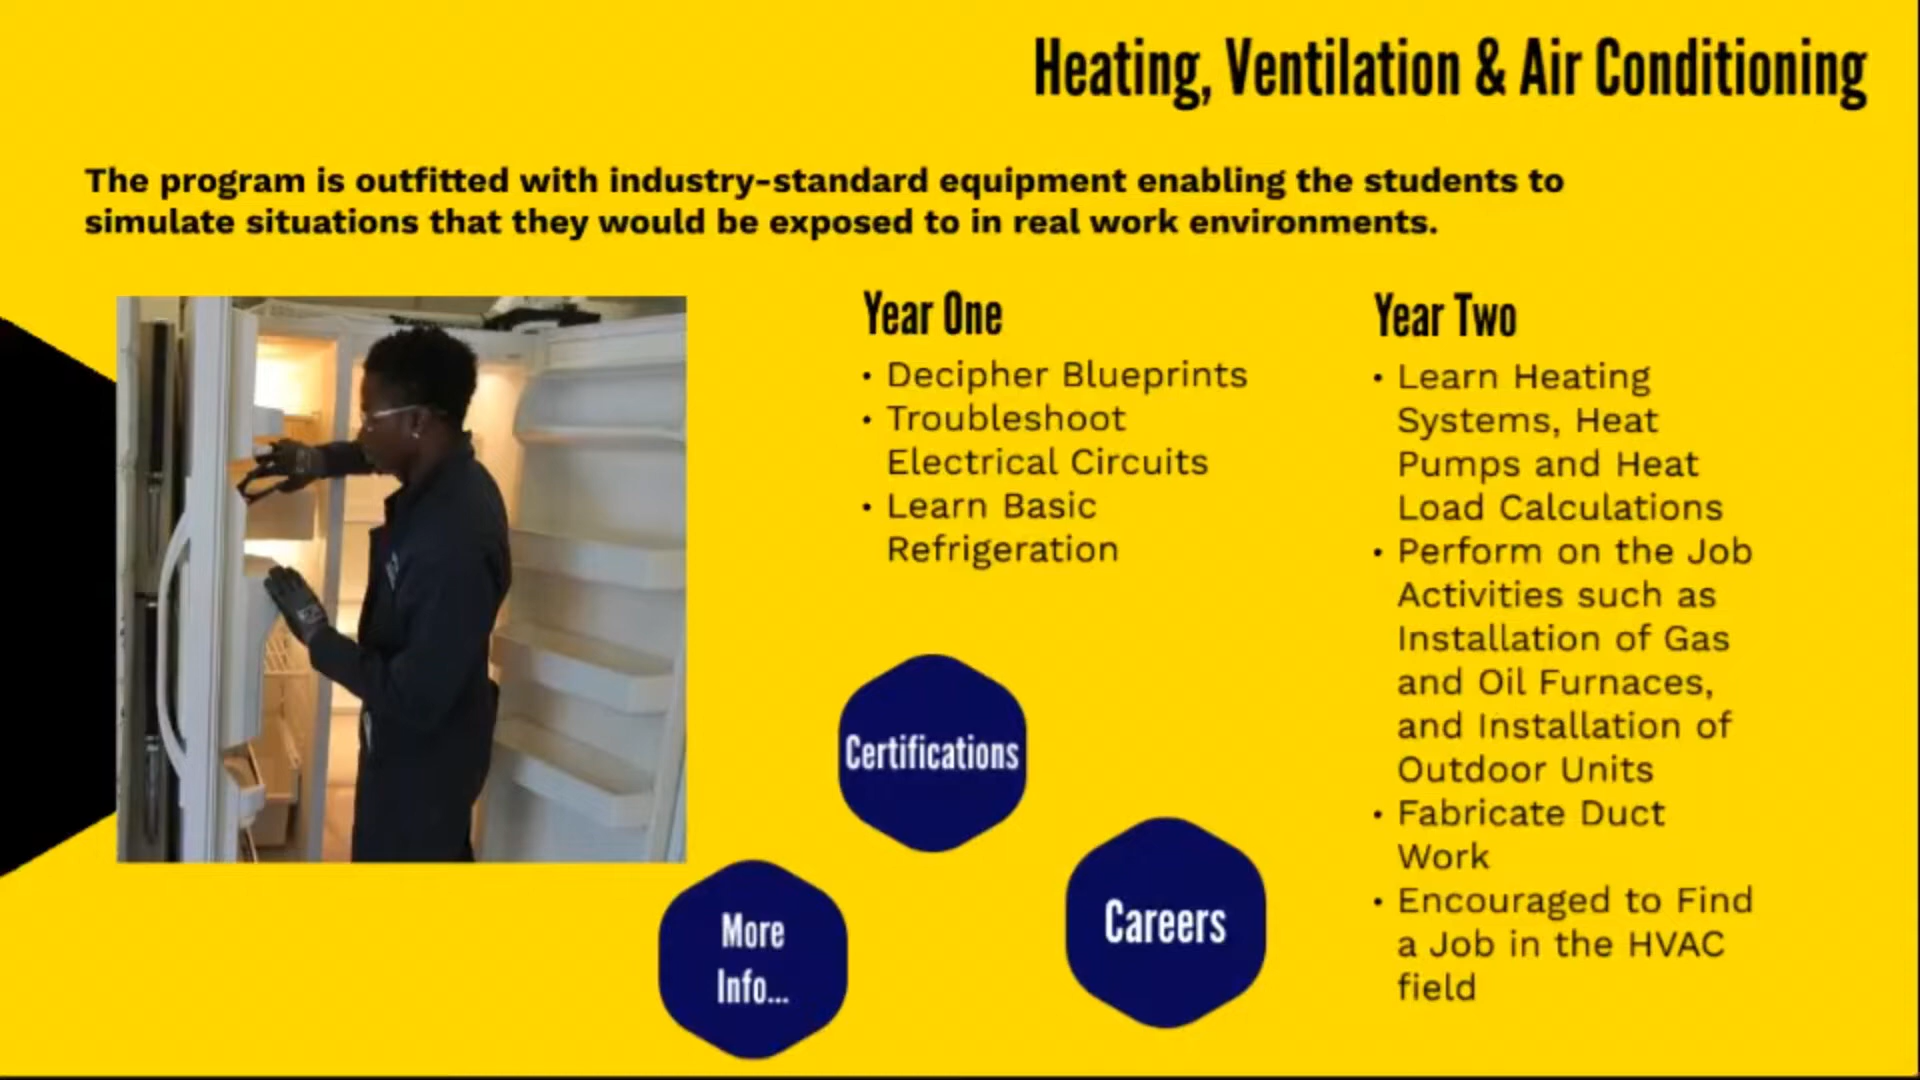 Heating, Ventilation & Air Conditioning
The program is outfitted with industry-standard equipment enabling the students to
simulate situations that they would be exposed to in real work environments.
Year One
• Decipher Blueprints
• Troubleshoot
Electrical Circuits
• Learn Basic
Refrigeration
Year Two
• Learn Heating
Systems, Heat
Pumps and Heat
Load Calculations
• Perform on the Job
Activities such as
Installation of Gas
and Oil Furnaces,
and Installation of
Outdoor Units
• Fabricate Duct
Work
• Encouraged to Find
a Job in the HVAC
field
Certifications
Careers
More
Info...